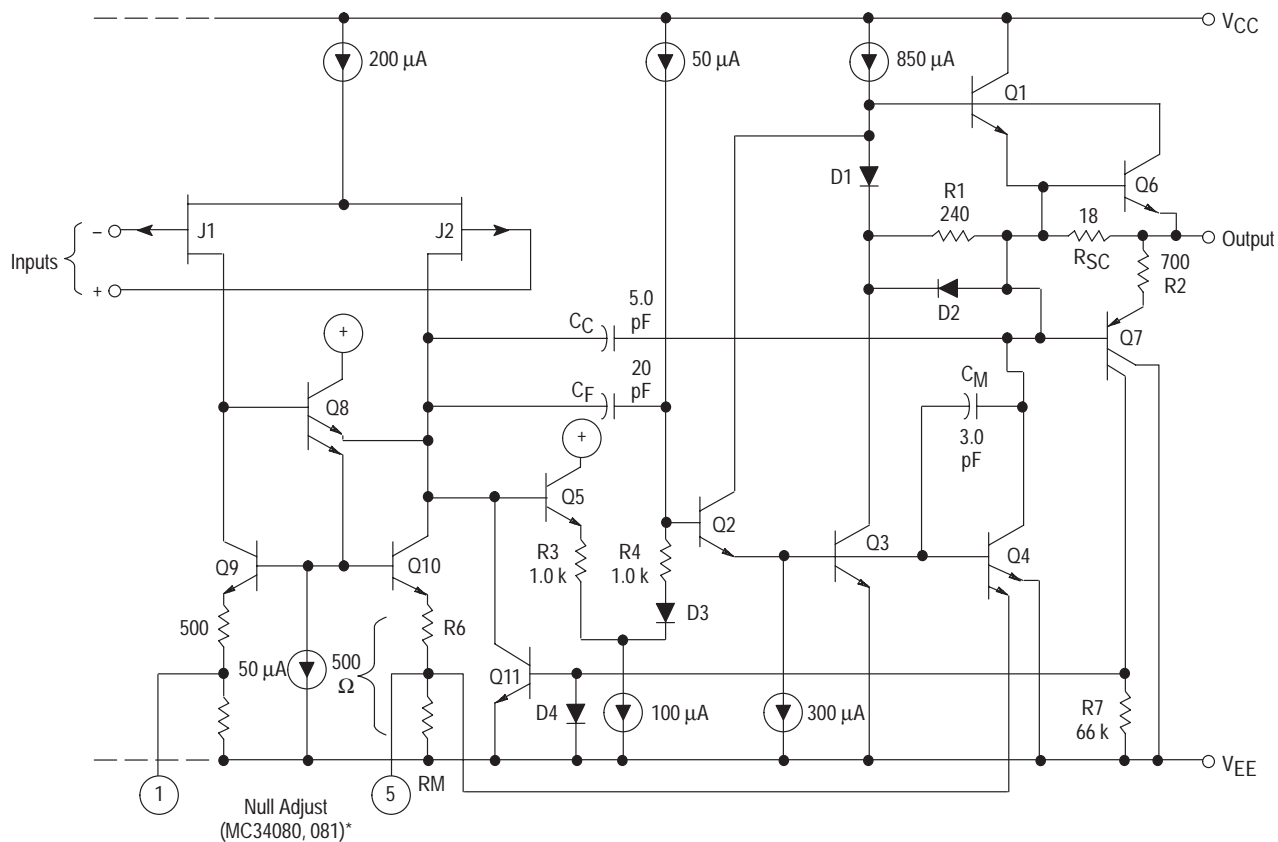 VCC
200 µA
50 µA
850 µA
Q1
D1
Q6
R1
240
18
J1
J2
–
Inputs
+
RSC
Output
700
R2
D2
5.0
pF
CC
Q7
+
20
pF
CF
CM
Q8
3.0
pF
+
Q5
Q2
R3
1.0 k
R4
1.0 k
Q3
Q4
Q9
Q10
500
R6
D3
50 µA
500
Ω
Q11
D4
100 µA
300 µA
R7
66 k
VEE
1
5
RM
Null Adjust
(MC34080, 081)*